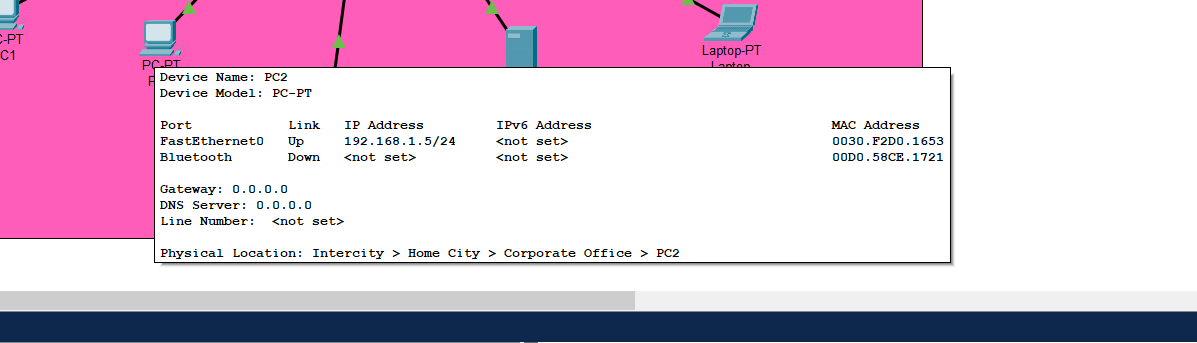 C-PT
C1
PC-PT
P
Laptop-PT
Laptop
Device Name: PC2
Device Model: PC-PT
Port Link IP Address IPv6 Address MAC Address
FastEthernet0 Up 192.168.1.5/24 <not set> 0030.F2D0.1653
Bluetooth Down <not set> <not set> 00D0.58CE.1721
Gateway: 0.0.0.0
DNS Server: 0.0.0.0
Line Number: <not set>
Physical Location: Intercity > Home City > Corporate Office > PC2